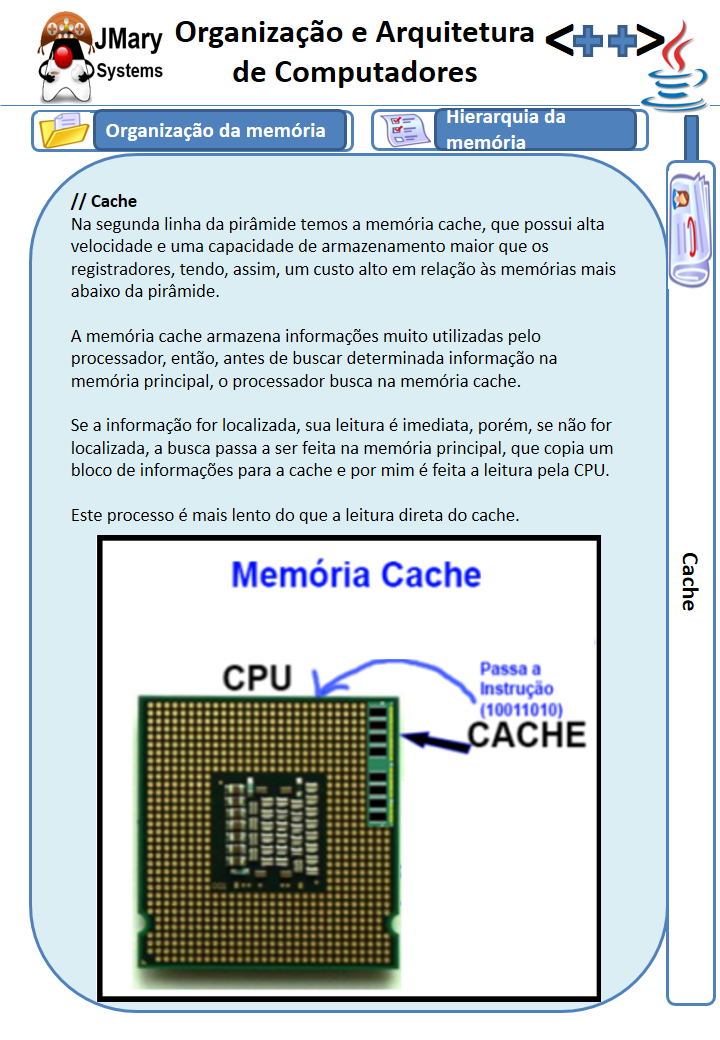 JMary
Systems
Organização e Arquitetura
de Computadores
<++>
Organização da memória
Hierarquia da
memória
// Cache
Na segunda linha da pirâmide temos a memória cache, que possui alta
velocidade e uma capacidade de armazenamento maior que os
registradores, tendo, assim, um custo alto em relação às memórias mais
abaixo da pirâmide.
A memória cache armazena informações muito utilizadas pelo
processador, então, antes de buscar determinada informação na
memória principal, o processador busca na memória cache.
Se a informação for localizada, sua leitura é imediata, porém, se não for
localizada, a busca passa a ser feita na memória principal, que copia um
bloco de informações para a cache e por mim é feita a leitura pela CPU.
Este processo é mais lento do que a leitura direta do cache.
Memória Cache
CPU
Passa a
Instrução
(10011010)
CACHE
Cache